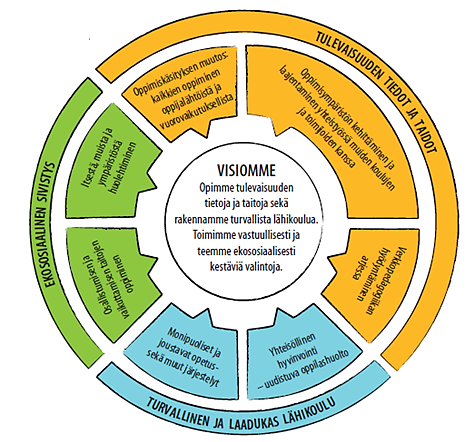 TULEVAISUUDEN TIEDOT JA TAIDOT
Oppimiskäsityksen muutos-
kaikkien oppiminen
oppijalähtöistä ja
vuorovaikutuksellista
Oppimisympäristön kehittäminen ja
laajentaminen yhteistyössä muiden koulujen
ja toimijoiden kanssa
Verkkopedagogiikan
hyödyntäminen
arjessa
EKOSOSIAALINEN SIVISTYS
Itsestä, muista ja
ympäristöstä
huolehtiminen
Osallistumisen ja
vaikuttamisen taitojen
oppiminen
VISIOMME
Opimme tulevaisuuden
tietoja ja taitoja sekä
rakennamme turvallista lähikoulua.
Toimimme vastuullisesti ja
teemme ekososiaalisesti
kestäviä valintoja.
Monipuoliset ja
joustavat opetus-
sekä muut järjestelyt
Yhteisöllinen
hyvinvointi
– uudistuva oppilashuolto
TURVALLINEN JA LAADUKAS LÄHIKOULU